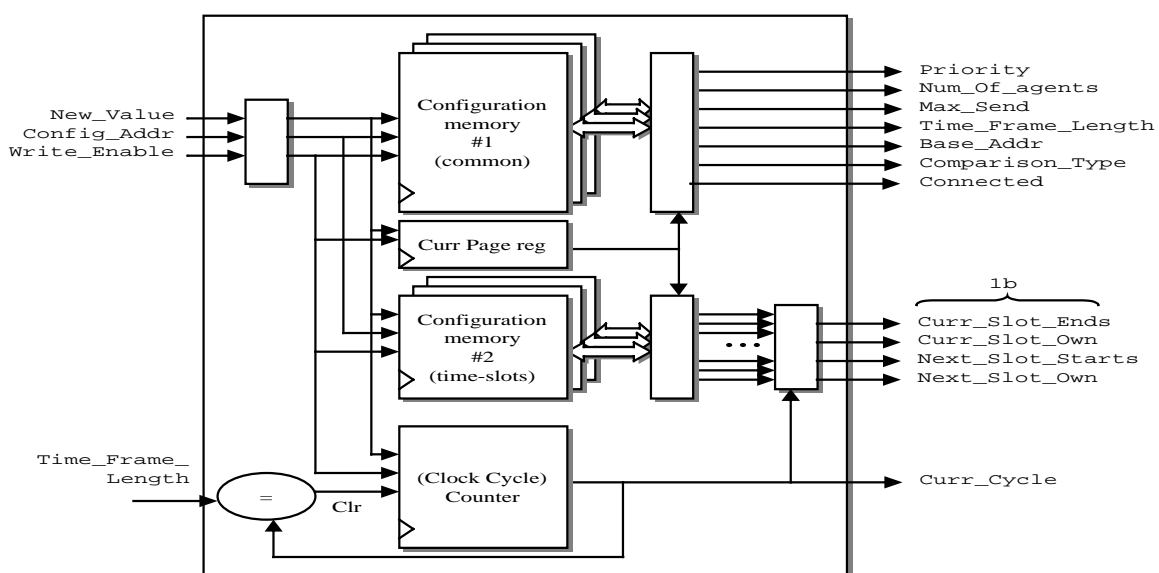 New_Value
Config_Addr
Write_Enable
Configuration
memory
#1
(common)
Priority
Num_Of_agents
Max_Send
Time_Frame_Length
Base_Addr
Comparison_Type
Connected
Curr Page reg
Configuration
memory
#2
(time-slots)
...
1b
Curr_Slot_Ends
Curr_Slot_Own
Next_Slot_Starts
Next_Slot_Own
Time_Frame_
Length
=
Clr
(Clock Cycle)
Counter
Curr_Cycle